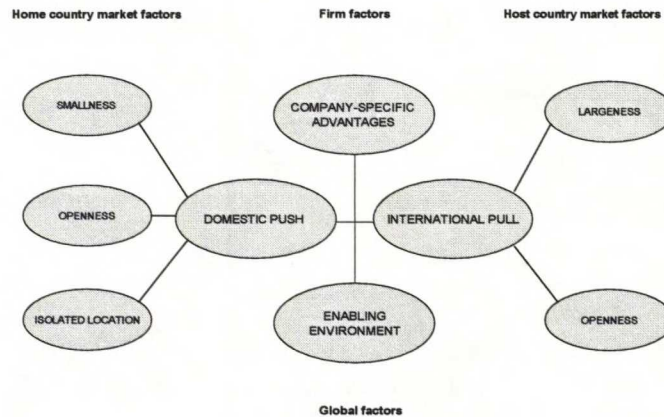 Home country market factors
Firm factors
Host country market factors
SMALLNESS
COMPANY-SPECIFIC
ADVANTAGES
LARGENESS
OPENNESS
DOMESTIC PUSH
INTERNATIONAL PULL
ISOLATED LOCATION
ENABLING
ENVIRONMENT
OPENNESS
Global factors